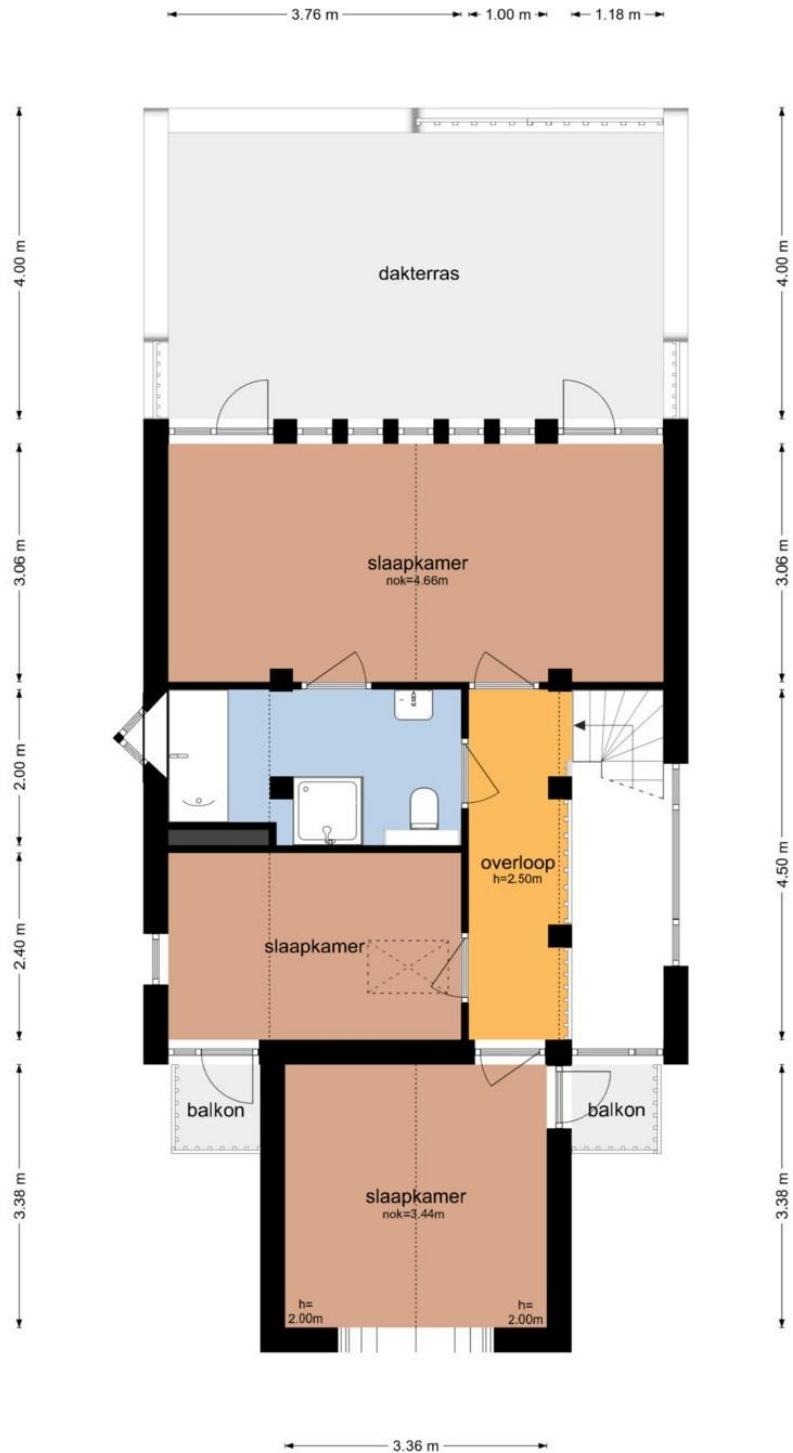 3.76 m
1.00 m
1.18 m
4.00 m
4.00 m
dakterras
3.06 m
3.06 m
slaapkamer
nok=4.66m
2.00 m
4.50 m
overloop
h=2.50m
2.40 m
slaapkamer
balkon
balkon
3.38 m
3.38 m
slaapkamer
nok=3.44m
h=
2.00m
h=
2.00m
3.36 m